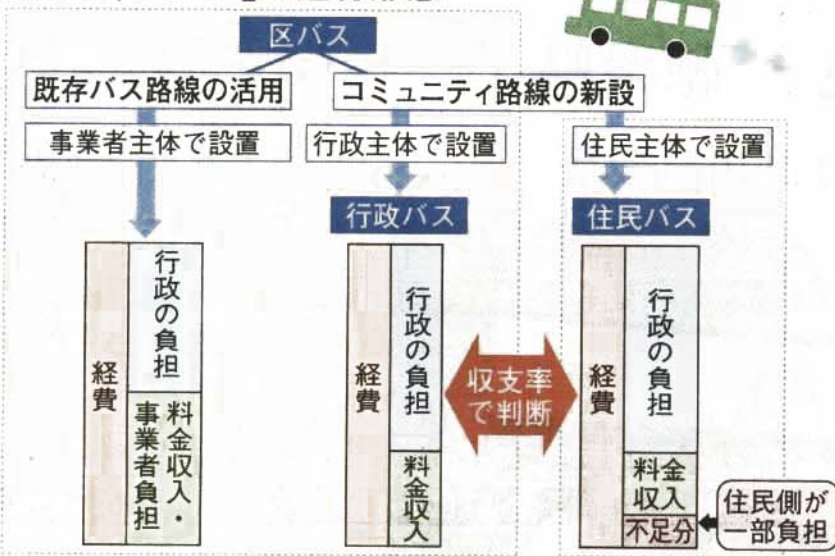 区バス
既存バス路線の活用
コミュニティ路線の新設
事業者主体で設置
行政主体で設置
住民主体で設置
行政バス
住民バス
経費
行政の負担
料金収入・
事業者負担
経費
行政の負担
料金収入
収支率
で判断
経費
行政の負担
料金
収入
不足分
住民側が
一部負担